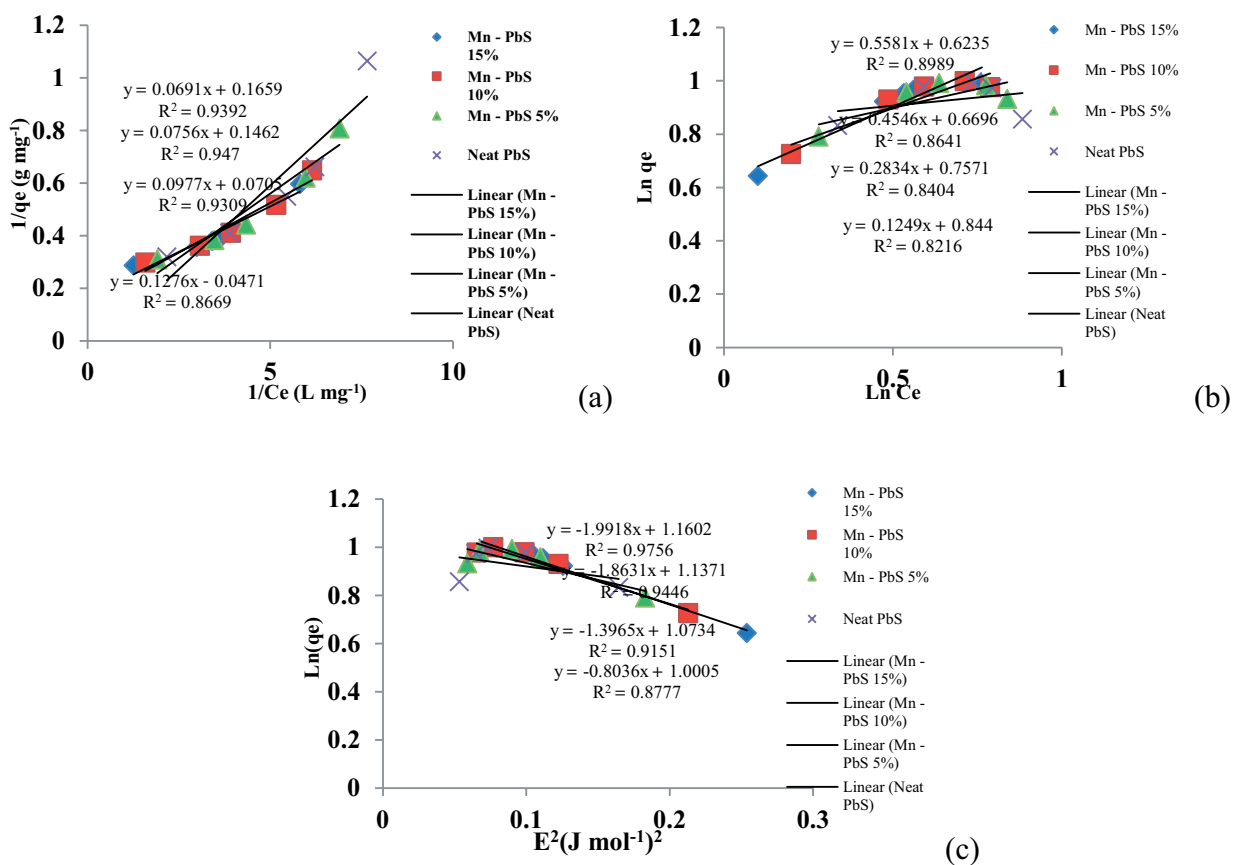 1.2
1
0.8
0.6
0.4
0.2
0
0
5
10
1/qe (g mg⁻¹)
1/Ce (L mg⁻¹)
y = 0.0691x + 0.1659
R² = 0.9392
y = 0.0756x + 0.1462
R² = 0.947
y = 0.0977x + 0.0705
R² = 0.9309
y = 0.1276x - 0.0471
R² = 0.8669
Mn - PbS
15%
Mn - PbS
10%
Mn - PbS 5%
Neat PbS
Linear (Mn -
PbS 15%)
Linear (Mn -
PbS 10%)
Linear (Mn -
PbS 5%)
Linear (Neat
PbS)
(a)
1.2
1
0.8
0.6
0.4
0.2
0
0
0.5
1
Ln qe
Ln Ce
y = 0.5581x + 0.6235
R² = 0.8989
y = 0.4546x + 0.6696
R² = 0.8641
y = 0.2834x + 0.7571
R² = 0.8404
y = 0.1249x + 0.844
R² = 0.8216
Mn - PbS 15%
Mn - PbS 10%
Mn - PbS 5%
Neat PbS
Linear (Mn -
PbS 15%)
Linear (Mn -
PbS 10%)
Linear (Mn -
PbS 5%)
Linear (Neat
PbS)
(b)
1.2
1
0.8
0.6
0.4
0.2
0
0
0.1
0.2
0.3
Ln(qe)
E²(J mol⁻¹)²
y = -1.9918x + 1.1602
R² = 0.9756
y = -1.8631x + 1.1371
R² = 0.9446
y = -1.3965x + 1.0734
R² = 0.9151
y = -0.8036x + 1.0005
R² = 0.8777
Mn - PbS
15%
Mn - PbS
10%
Mn - PbS 5%
Neat PbS
Linear (Mn -
PbS 15%)
Linear (Mn -
PbS 10%)
Linear (Mn -
PbS 5%)
Linear (Neat
PbS)
(c)